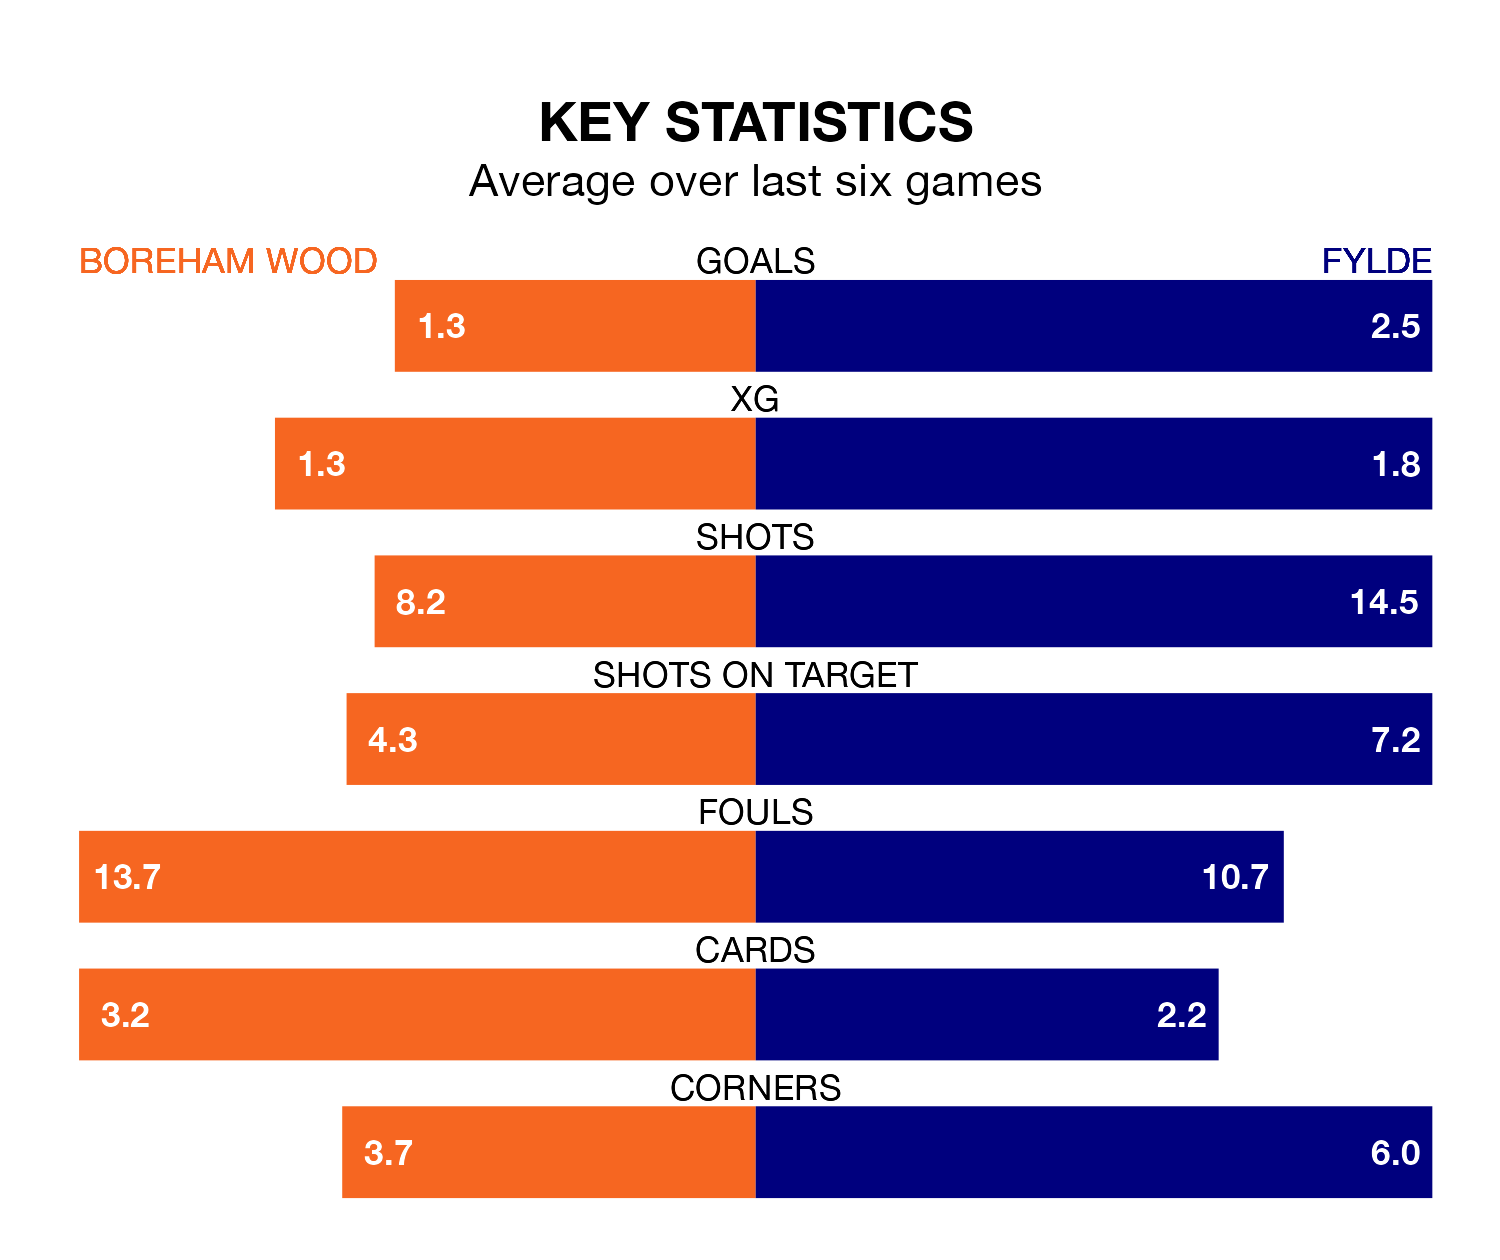 KEY STATISTICS
Average over last six games
BOREHAM WOOD GOALS FYLDE
1.3 2.5
XG
1.3 1.8
SHOTS
8.2 14.5
SHOTS ON TARGET
4.3 7.2
FOULS
13.7 10.7
CARDS
3.2 2.2
CORNERS
3.7 6.0